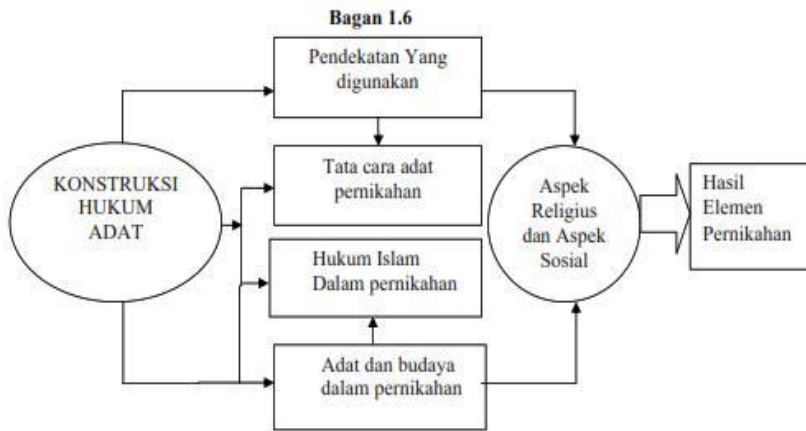 Bagan 1.6
Pendekatan Yang
digunakan
KONSTRUKSI
HUKUM
ADAT
Tata cara adat
pernikahan
Hukum Islam
Dalam pernikahan
Adat dan budaya
dalam pernikahan
Aspek
Religius
dan Aspek
Sosial
Hasil
Elemen
Pernikahan